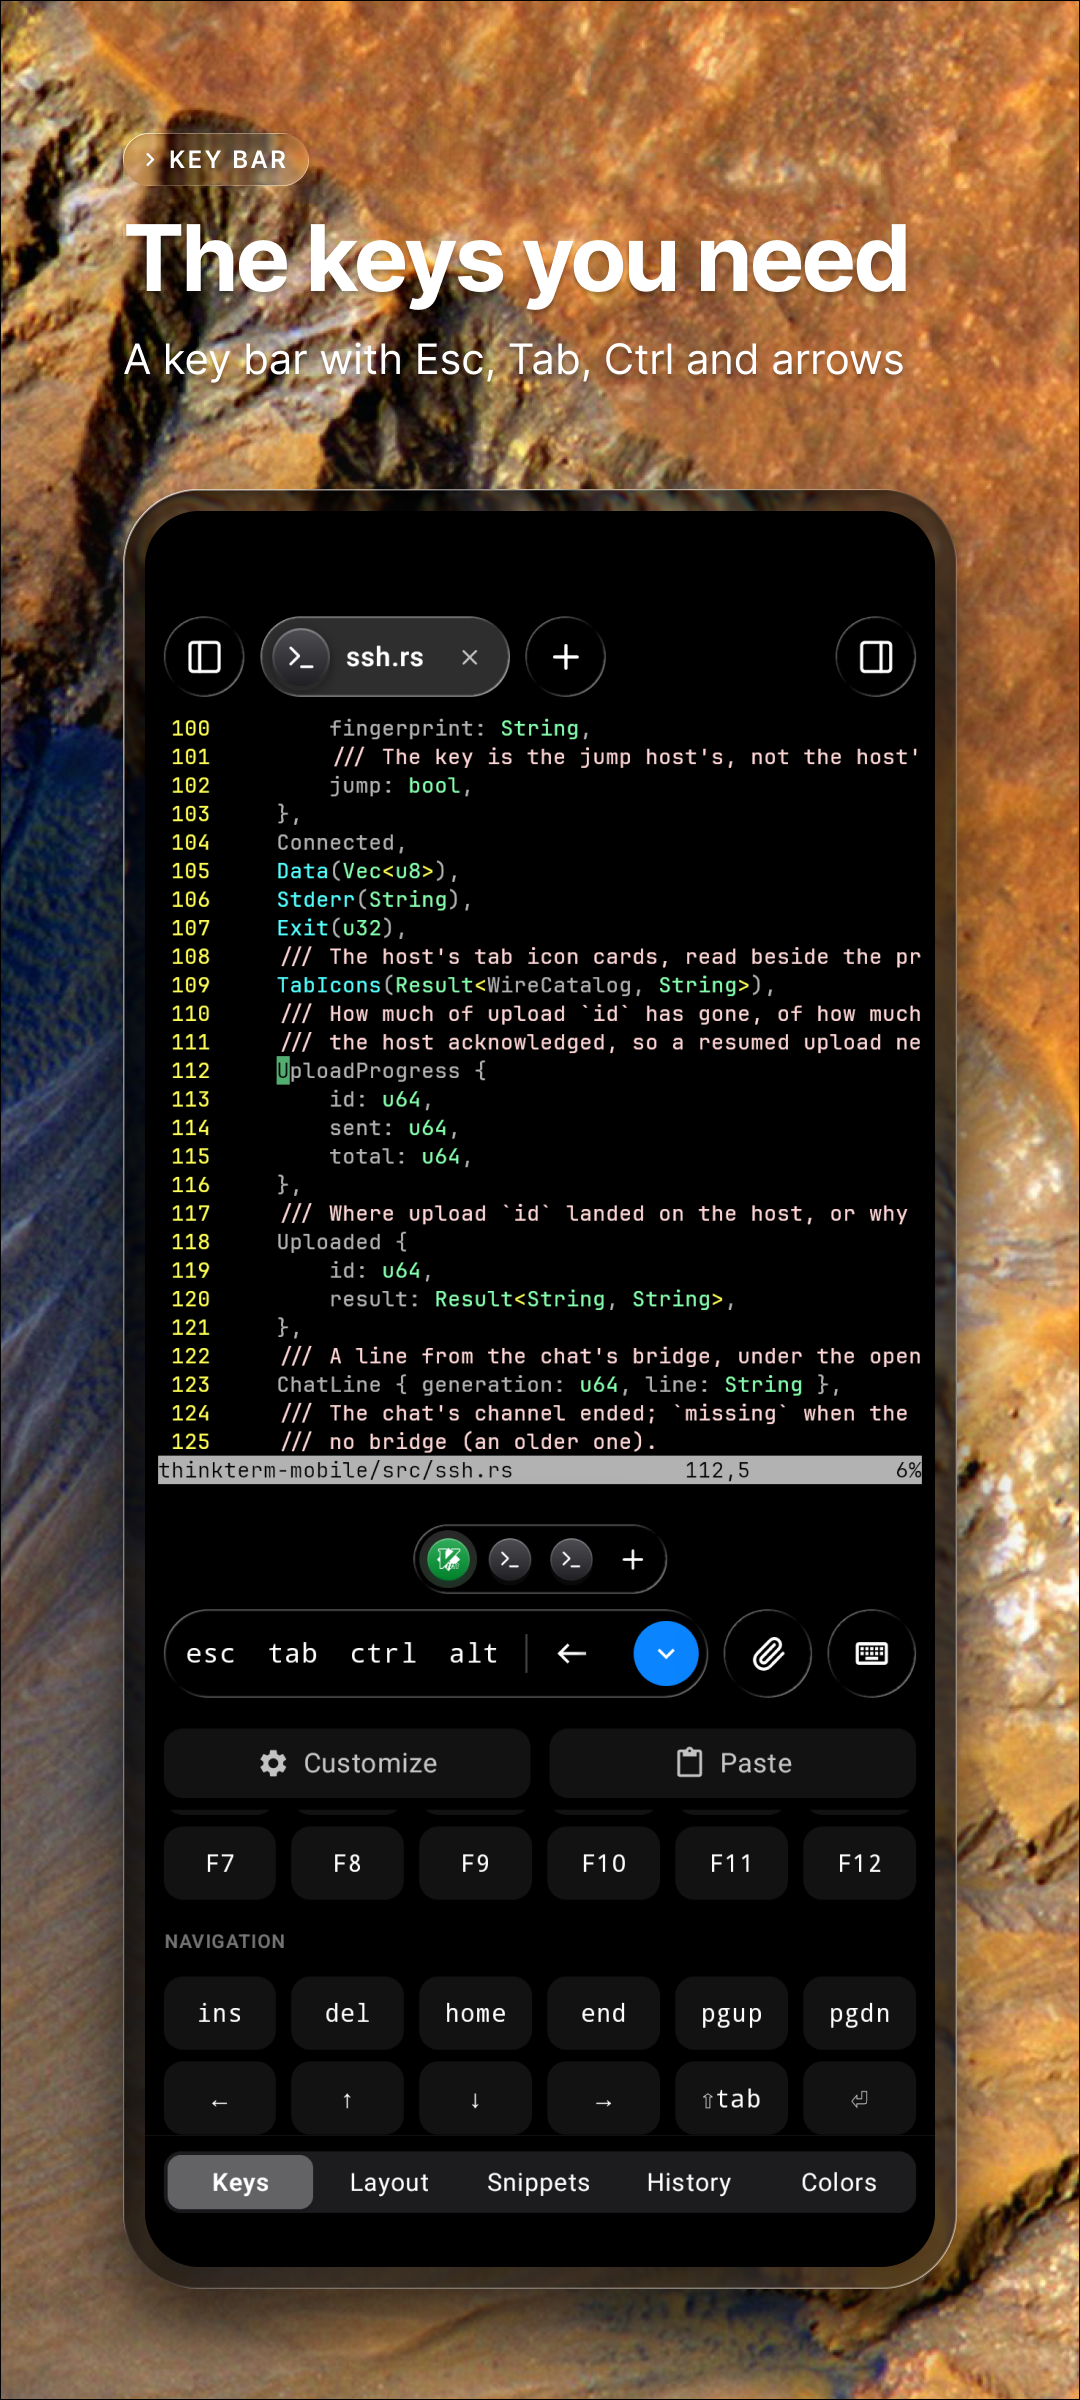 > KEY BAR
The keys you need
A key bar with Esc, Tab, Ctrl and arrows
ssh.rs ×
100 fingerprint: String,
101 /// The key is the jump host's, not the host'
102 jump: bool,
103 },
104 Connected,
105 Data(Vec<u8>),
106 Stderr(String),
107 Exit(u32),
108 /// The host's tab icon cards, read beside the pr
109 TabIcons(Result<WireCatalog, String>),
110 /// How much of upload `id` has gone, of how much
111 /// the host acknowledged, so a resumed upload ne
112 UploadProgress {
113 id: u64,
114 sent: u64,
115 total: u64,
116 },
117 /// Where upload `id` landed on the host, or why
118 Uploaded {
119 id: u64,
120 result: Result<String, String>,
121 },
122 /// A line from the chat's bridge, under the open
123 ChatLine { generation: u64, line: String },
124 /// The chat's channel ended; `missing` when the
125 /// no bridge (an older one).
thinkterm-mobile/src/ssh.rs 112,5 6%
esc tab ctrl alt ←
Customize Paste
F7 F8 F9 F10 F11 F12
NAVIGATION
ins del home end pgup pgdn
← ↑ ↓ → ⇧tab ⏎
Keys Layout Snippets History Colors